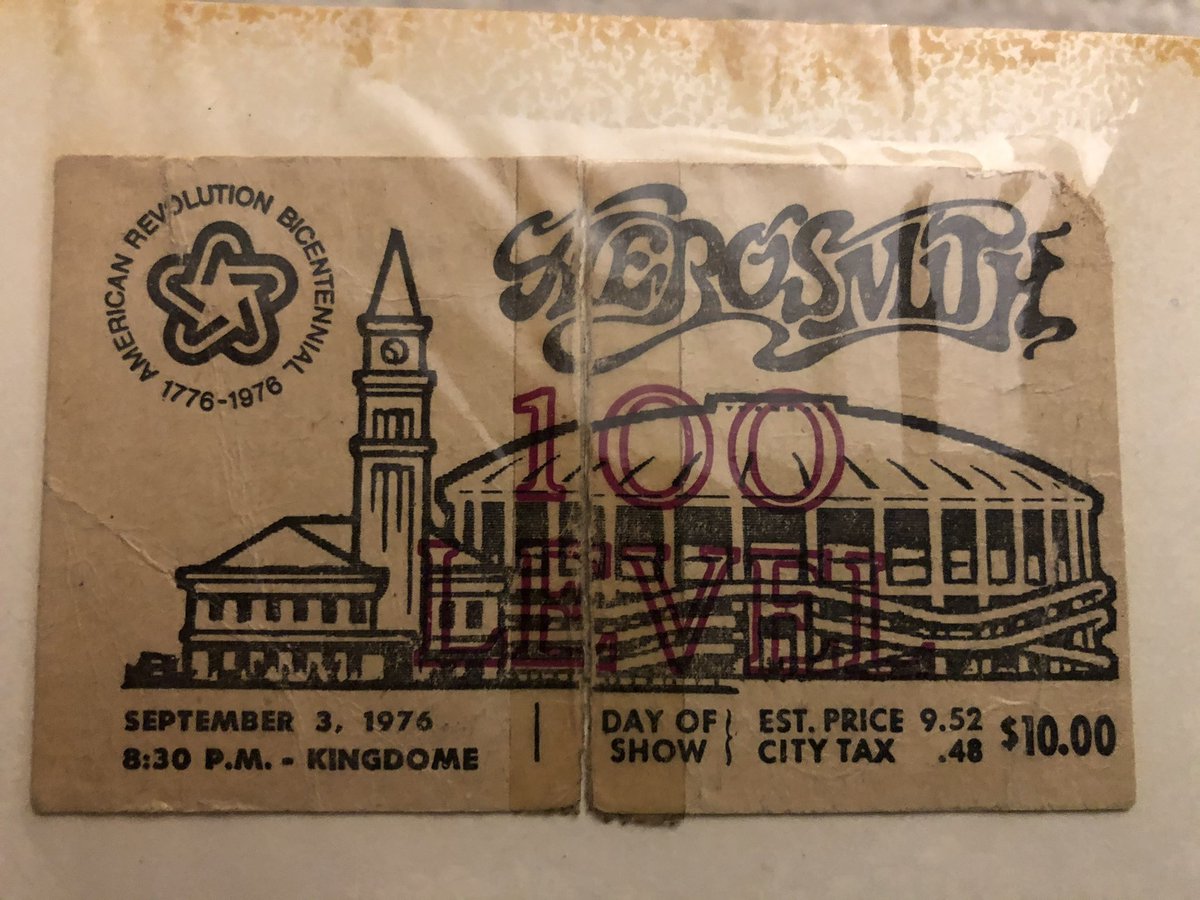 AMERICAN REVOLUTION BICENTENNIAL
1776-1976
AEROSMITH
100
LEVEL
SEPTEMBER 3, 1976
8:30 P.M. - KINGDOME
DAY OF
SHOW
EST. PRICE 9.52
CITY TAX .48
$10.00